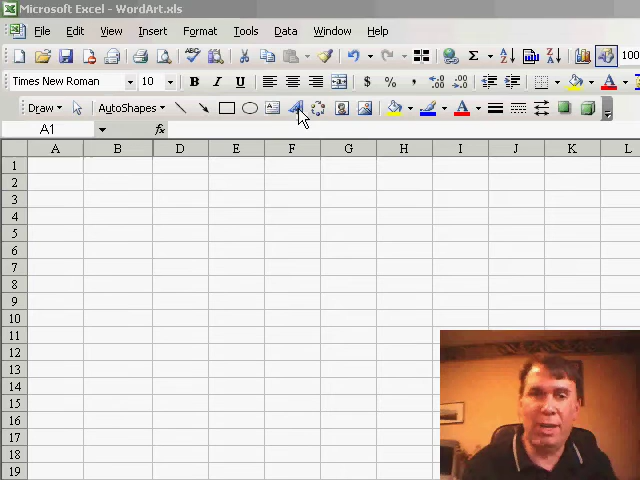 Microsoft Excel - WordArt.xls
File Edit View Insert Format Tools Data Window Help
Σ 100
Times New Roman 10 B I U $ % ,
Draw AutoShapes A
A1 fx
A B D E F G H I J K L
1
2
3
4
5
6
7
8
9
10
11
12
13
14
15
16
17
18
19